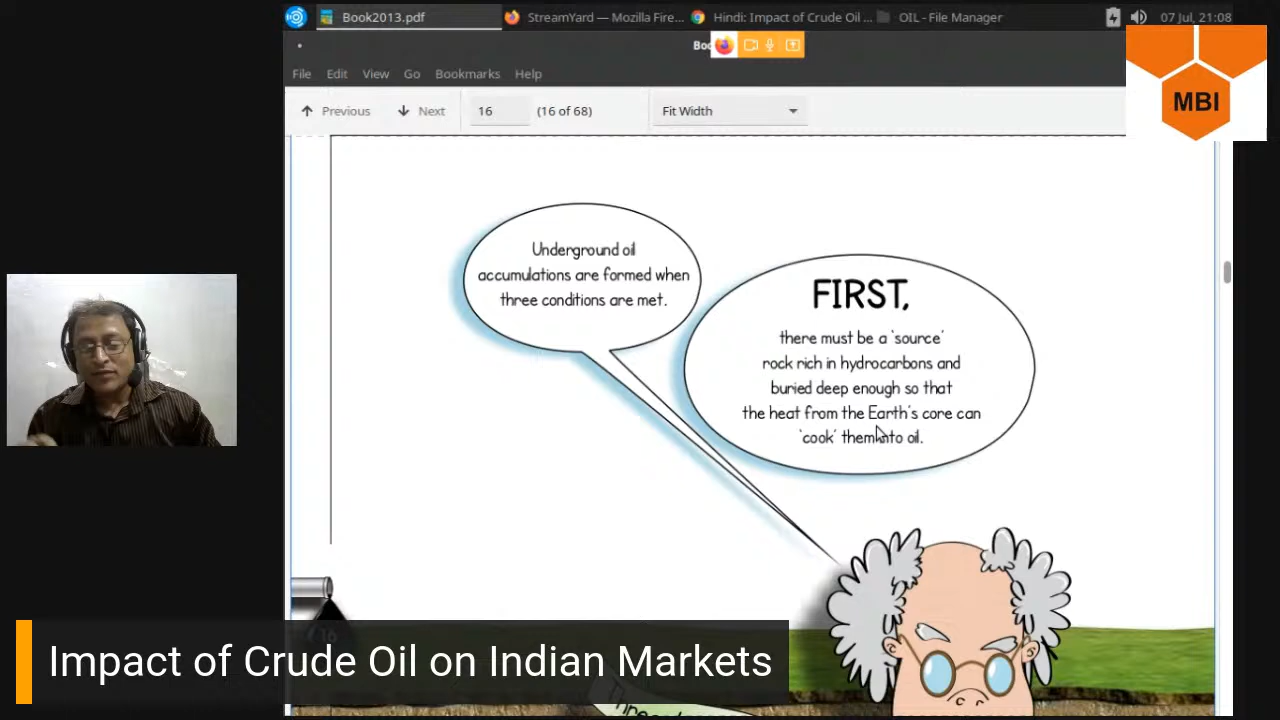 Book2013.pdf
StreamYard — Mozilla Fire...
Hindi: Impact of Crude Oil ...
OIL - File Manager
07 Jul, 21:08
Boo
MBI
File Edit View Go Bookmarks Help
Previous
Next
16
(16 of 68)
Fit Width
Underground oil
accumulations are formed when
three conditions are met.
FIRST,
there must be a 'source'
rock rich in hydrocarbons and
buried deep enough so that
the heat from the Earth's core can
'cook' them into oil.
16
Impact of Crude Oil on Indian Markets